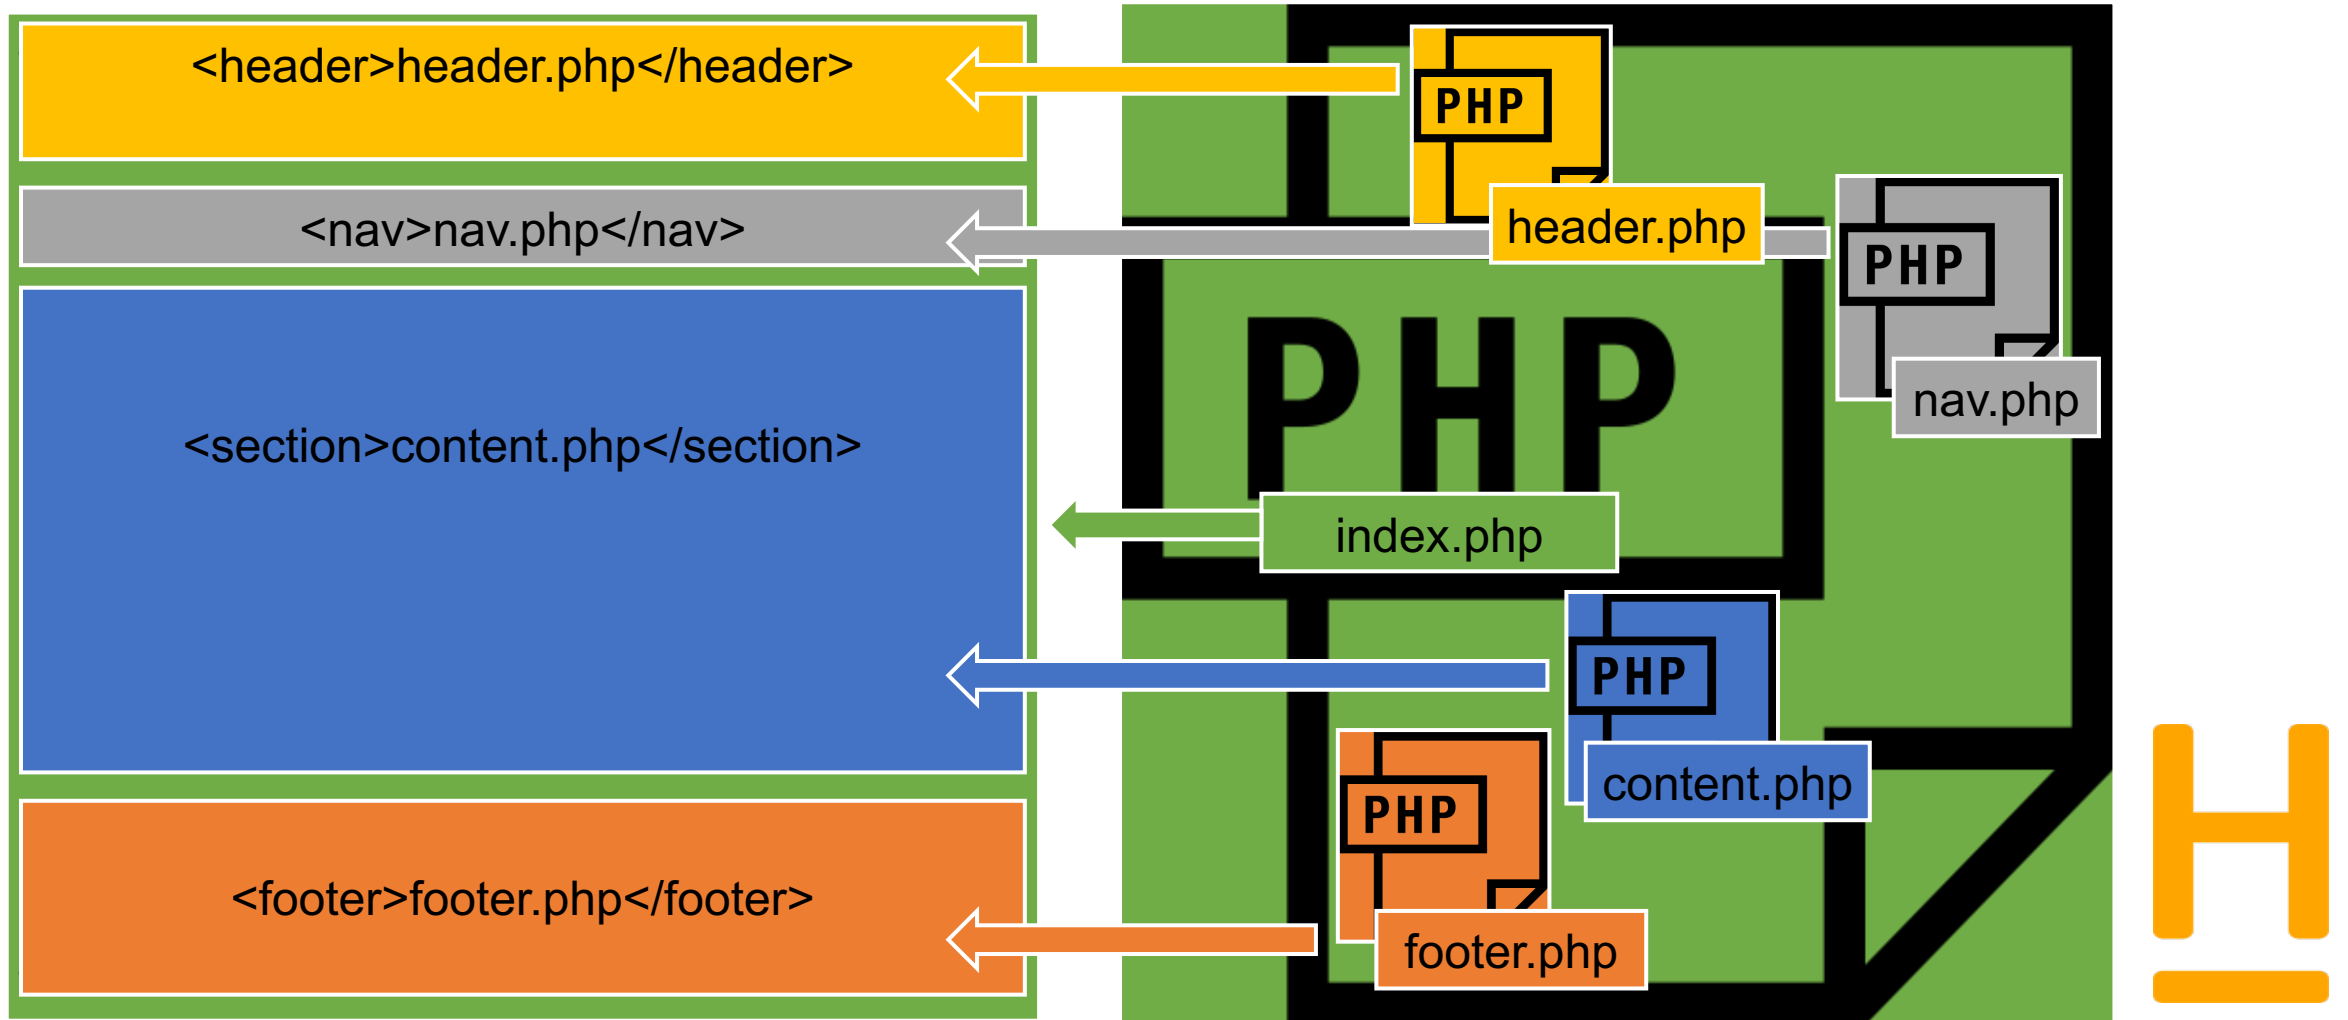 <header>header.php</header>
<nav>nav.php</nav>
<section>content.php</section>
<footer>footer.php</footer>
PHP
header.php
PHP
nav.php
PHP
index.php
PHP
content.php
PHP
footer.php
H